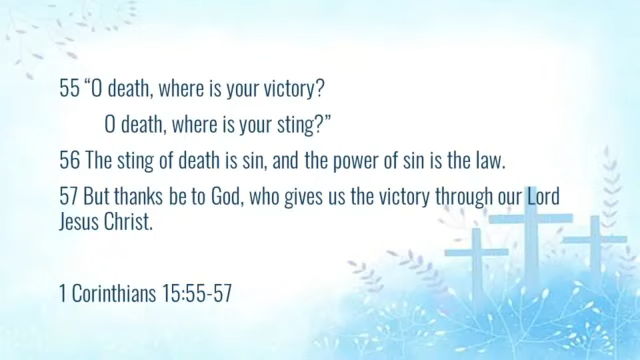 55 “O death, where is your victory?
O death, where is your sting?”
56 The sting of death is sin, and the power of sin is the law.
57 But thanks be to God, who gives us the victory through our Lord
Jesus Christ.
1 Corinthians 15:55-57